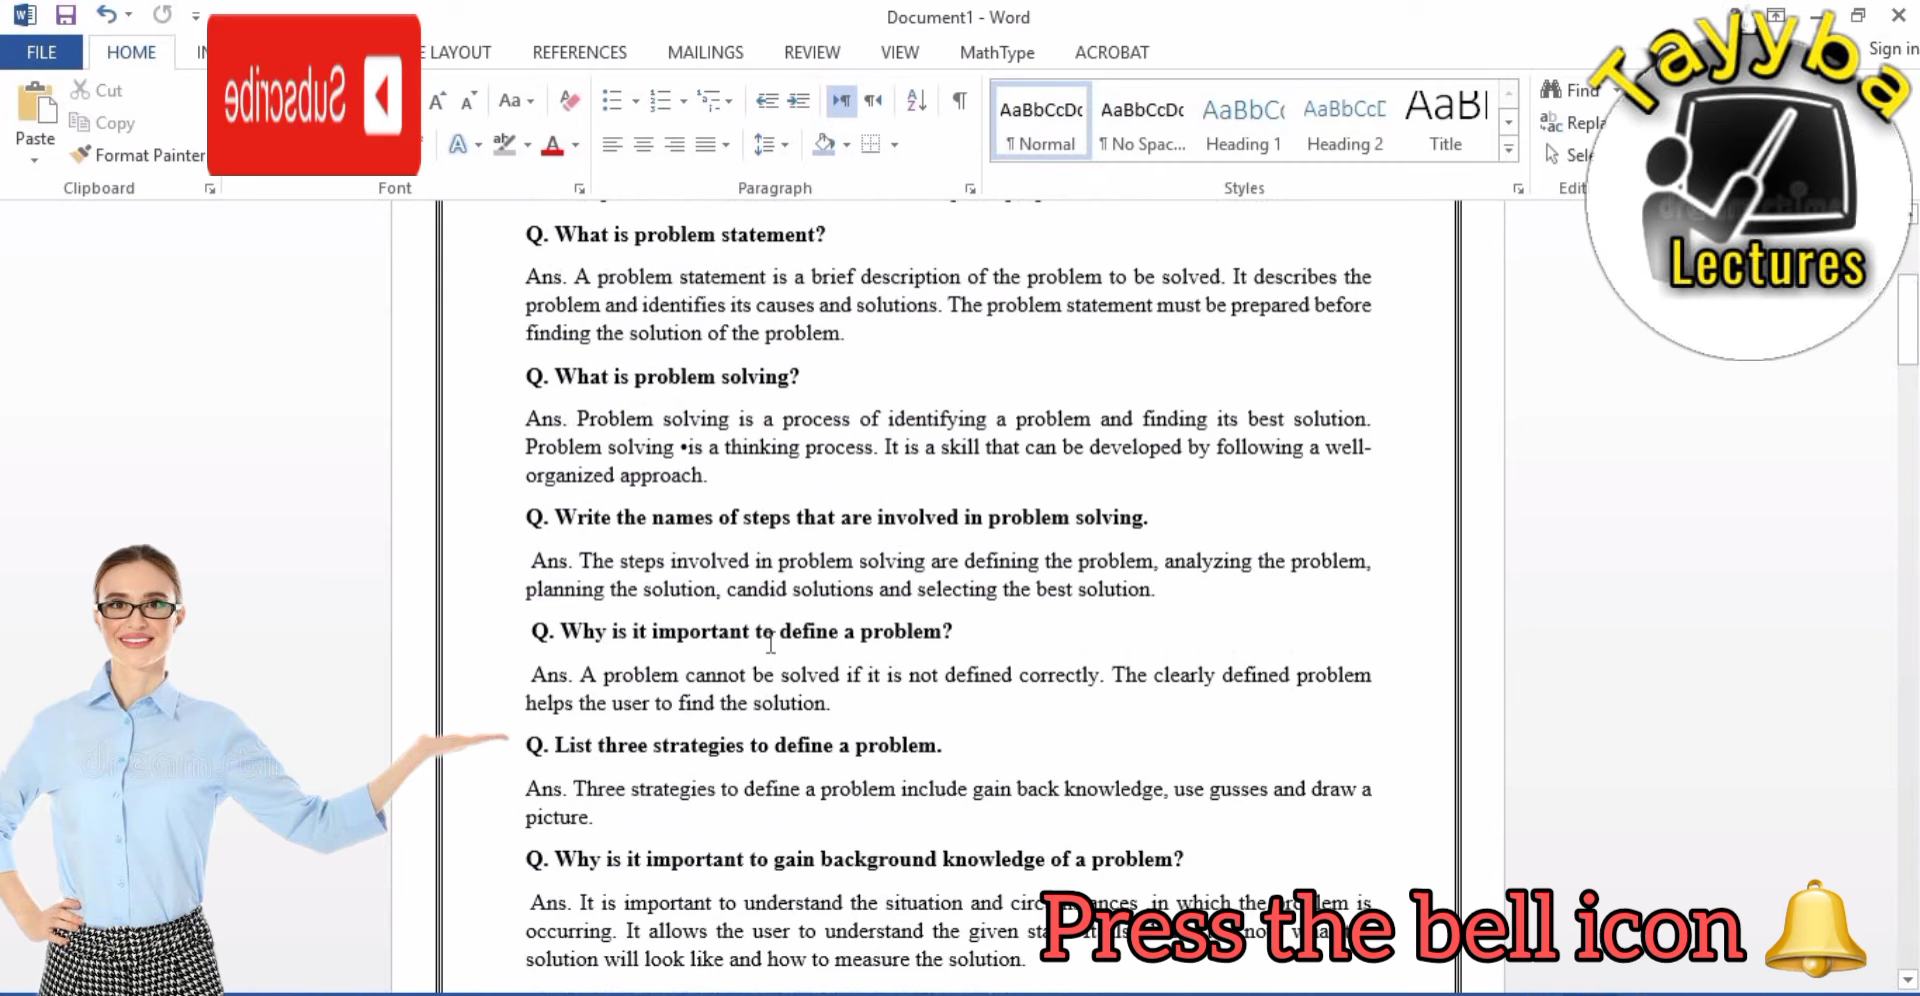 Document1 - Word
FILE HOME IN E LAYOUT REFERENCES MAILINGS REVIEW VIEW MathType ACROBAT Sign in
Subscribe
Tayyba
Lectures
Paste
Cut
Copy
Format Painter
Aa
AaBbCcDc AaBbCcDc AaBbC( AaBbCcD AaB
¶ Normal ¶ No Spac... Heading 1 Heading 2 Title
Find
Repla
Sele
Clipboard Font Paragraph Styles Edit
Q. What is problem statement?
Ans. A problem statement is a brief description of the problem to be solved. It describes the
problem and identifies its causes and solutions. The problem statement must be prepared before
finding the solution of the problem.
Q. What is problem solving?
Ans. Problem solving is a process of identifying a problem and finding its best solution.
Problem solving •is a thinking process. It is a skill that can be developed by following a well-
organized approach.
Q. Write the names of steps that are involved in problem solving.
Ans. The steps involved in problem solving are defining the problem, analyzing the problem,
planning the solution, candid solutions and selecting the best solution.
Q. Why is it important to define a problem?
Ans. A problem cannot be solved if it is not defined correctly. The clearly defined problem
helps the user to find the solution.
Q. List three strategies to define a problem.
Ans. Three strategies to define a problem include gain back knowledge, use gusses and draw a
picture.
Q. Why is it important to gain background knowledge of a problem?
Ans. It is important to understand the situation and in which the problem is
occurring. It allows the user to understand the given
solution will look like and how to measure the solution.
Press the bell icon